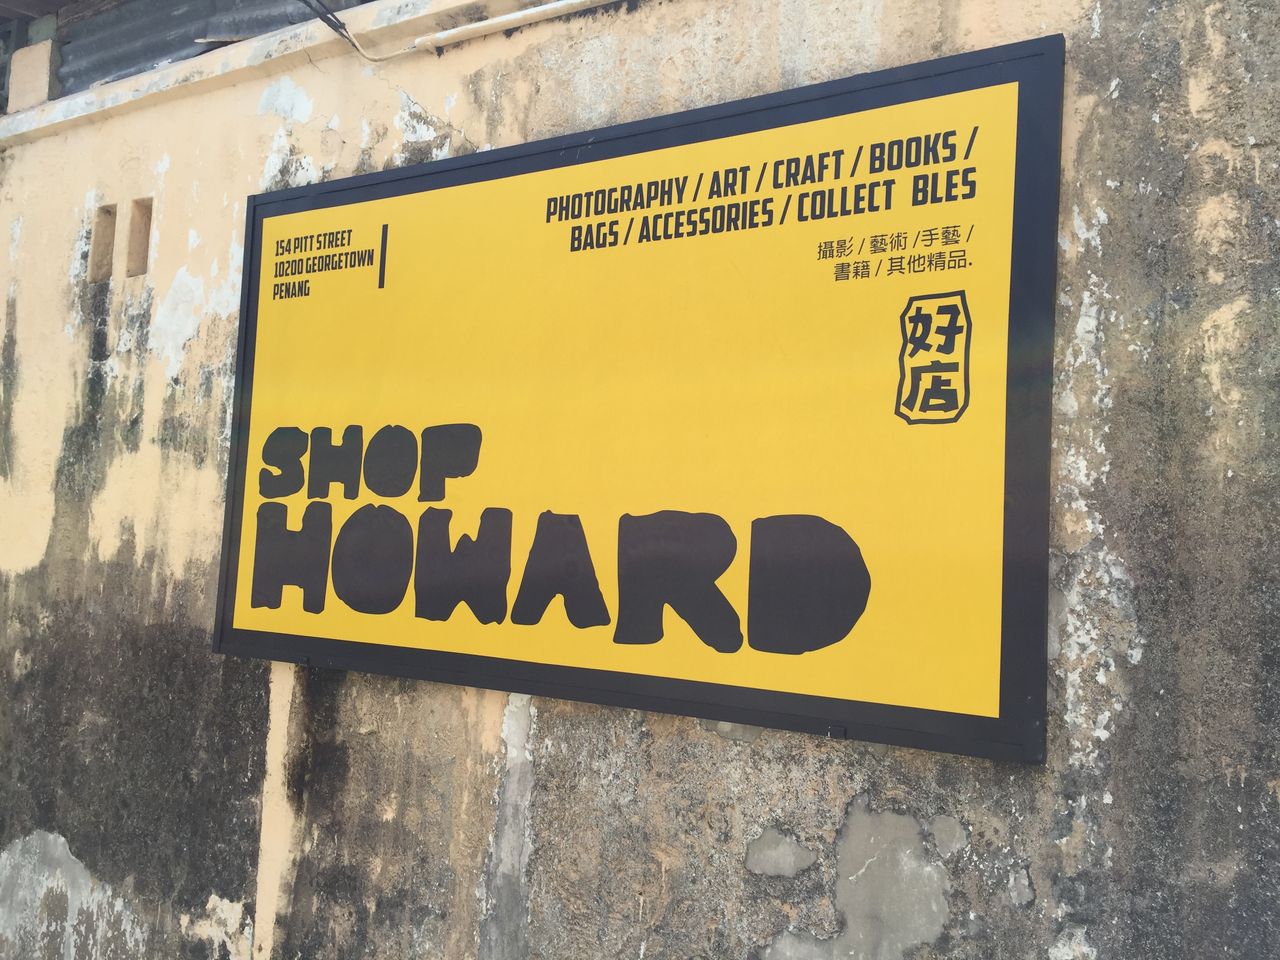 154 PITT STREET
10200 GEORGETOWN
PENANG
PHOTOGRAPHY / ART / CRAFT / BOOKS /
BAGS / ACCESSORIES / COLLECT BLES
攝影 / 藝術 / 手藝 /
書籍 / 其他精品.
好
店
SHOP
HOWARD